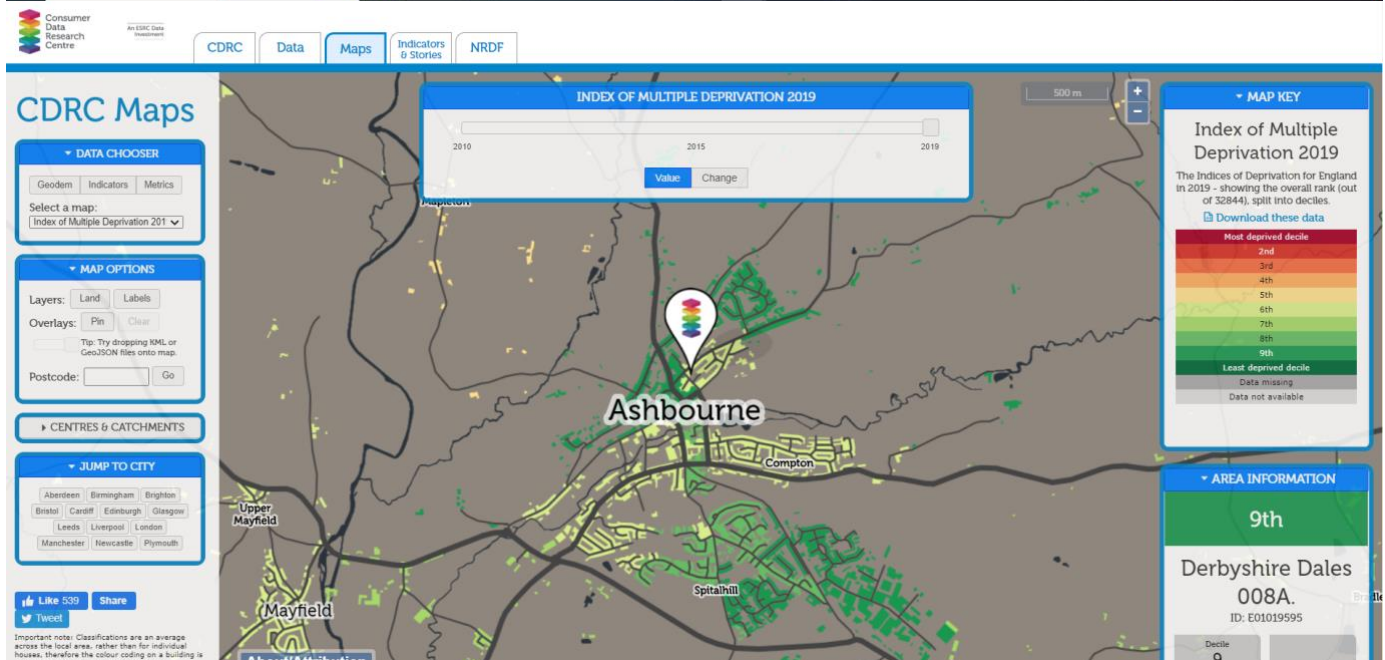 Consumer
Data
Research
Centre
An ESRC Data
Investment
CDRC
Data
Maps
Indicators
& Stories
NRDF
CDRC Maps
DATA CHOOSER
Geodem Indicators Metrics
Select a map:
Index of Multiple Deprivation 201
MAP OPTIONS
Layers: Land Labels
Overlays: Pin Clear
Tip: Try dropping KML or
GeoJSON files onto map.
Postcode: Go
CENTRES & CATCHMENTS
JUMP TO CITY
Aberdeen Birmingham Brighton
Bristol Cardiff Edinburgh Glasgow
Leeds Liverpool London
Manchester Newcastle Plymouth
Like 539 Share
Tweet
Important note: Classifications are an average
across the local area, rather than for individual
houses, therefore the colour coding on a building is
INDEX OF MULTIPLE DEPRIVATION 2019
2010 2015 2019
Value Change
500 m
+
−
Mapleton
Ashbourne
Compton
Upper
Mayfield
Mayfield
Spitalhill
About/Attribution
MAP KEY
Index of Multiple
Deprivation 2019
The Indices of Deprivation for England
in 2019 - showing the overall rank (out
of 32844), split into deciles.
Download these data
Most deprived decile
2nd
3rd
4th
5th
6th
7th
8th
9th
Least deprived decile
Data missing
Data not available
AREA INFORMATION
9th
Derbyshire Dales
008A.
ID: E01019595
Decile
9